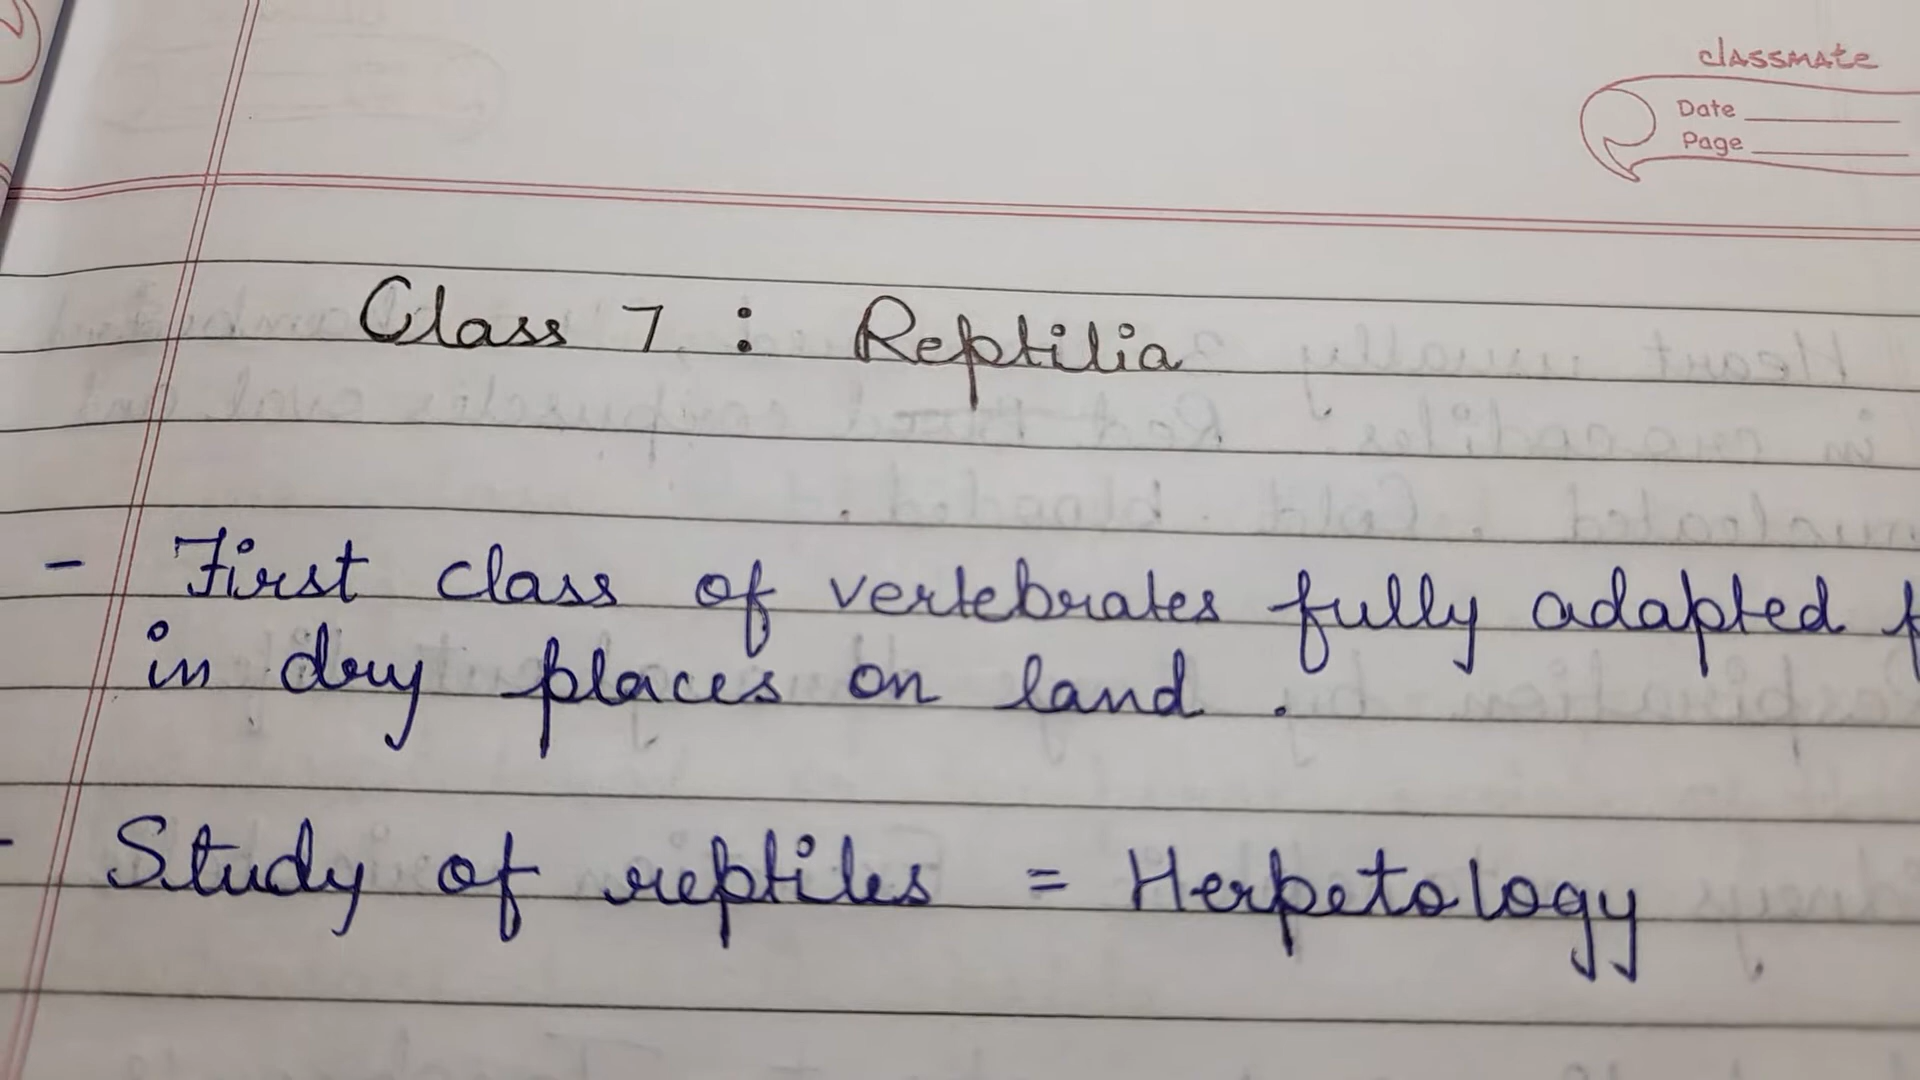 classmate
Date
Page
Class 7 : Reptilia
- First class of vertebrates fully adapted
in dry places on land .
- Study of reptiles = Herpetology